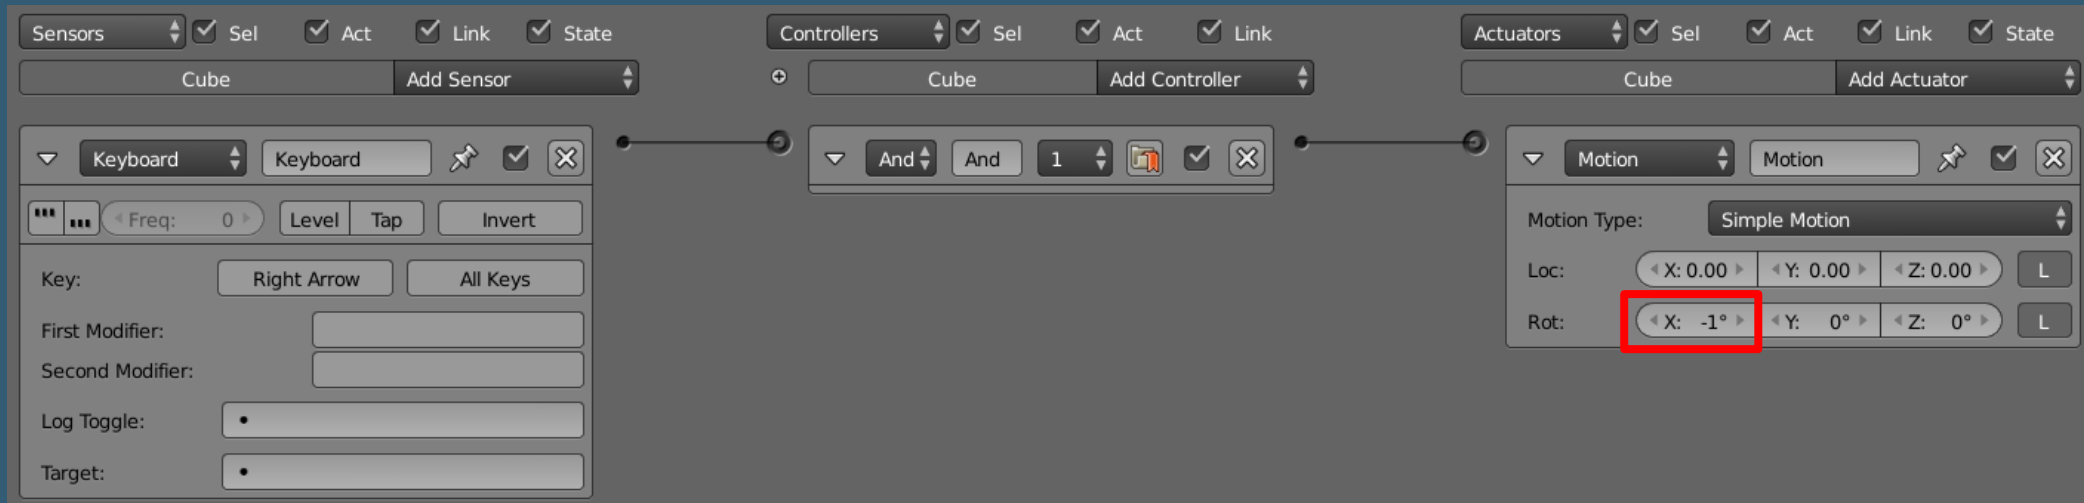 Sensors Sel Act Link State Controllers Sel Act Link Actuators Sel Act Link State
Cube Add Sensor Cube Add Controller Cube Add Actuator
Keyboard Keyboard And And 1 Motion Motion
Freq: 0 Level Tap Invert Motion Type: Simple Motion
Key: Right Arrow All Keys Loc: X: 0.00 Y: 0.00 Z: 0.00 L
First Modifier: Rot: X: -1° Y: 0° Z: 0° L
Second Modifier:
Log Toggle: •
Target: •